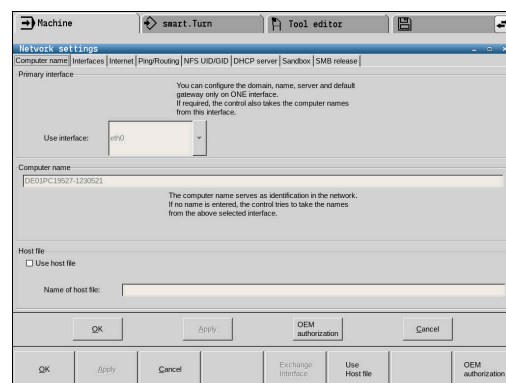 Machine
smart.Turn
Tool editor
Network settings
Computer name Interfaces Internet Ping/Routing NFS UID/GID DHCP server Sandbox SMB release
Primary interface
You can configure the domain, name, server and default
gateway only on ONE interface.
If required, the control also takes the computer names
from this interface.
Use interface: eth0
Computer name
DE01PC19527-1230521
The computer name serves as identification in the network.
If no name is entered, the control tries to take the names
from the above selected interface.
Host file
Use host file
Name of host file:
OK Apply OEM authorization Cancel
OK Apply Cancel Exchange Interface Use Host file OEM authorization